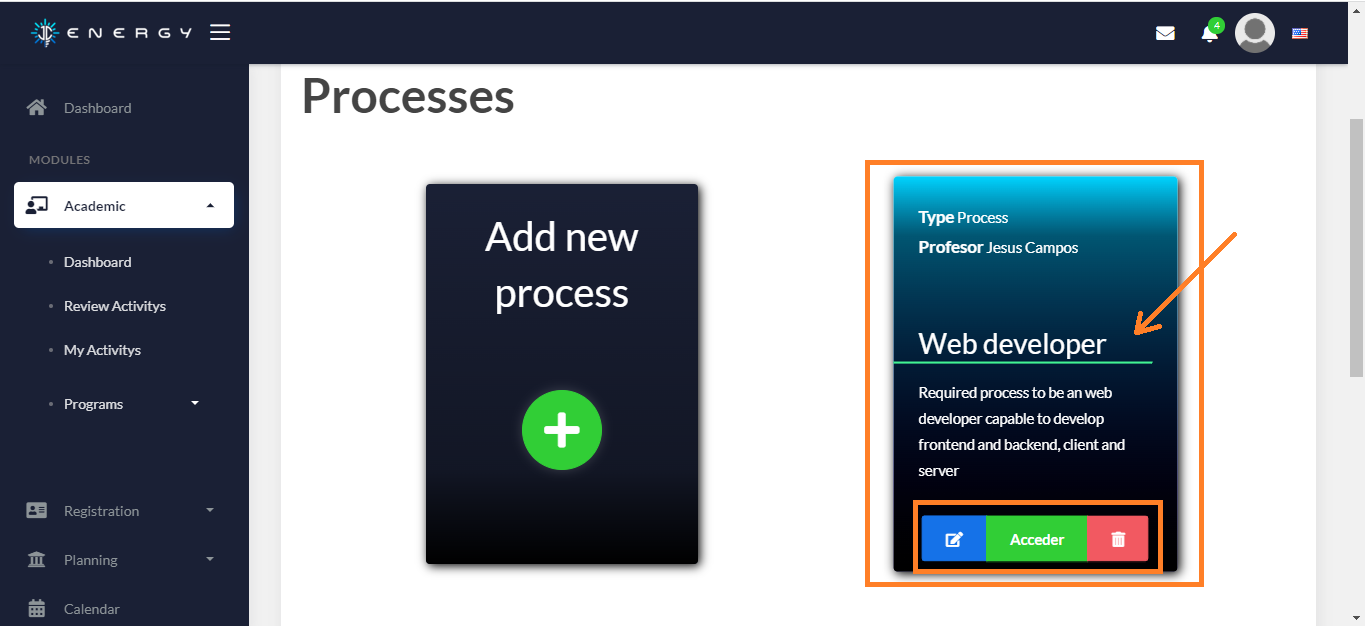 ENERGY
4
Dashboard
MODULES
Academic
Dashboard
Review Activitys
My Activitys
Programs
Registration
Planning
Calendar
Processes
Add new
process
Type Process
Profesor Jesus Campos
Web developer
Required process to be an web
developer capable to develop
frontend and backend, client and
server
Acceder